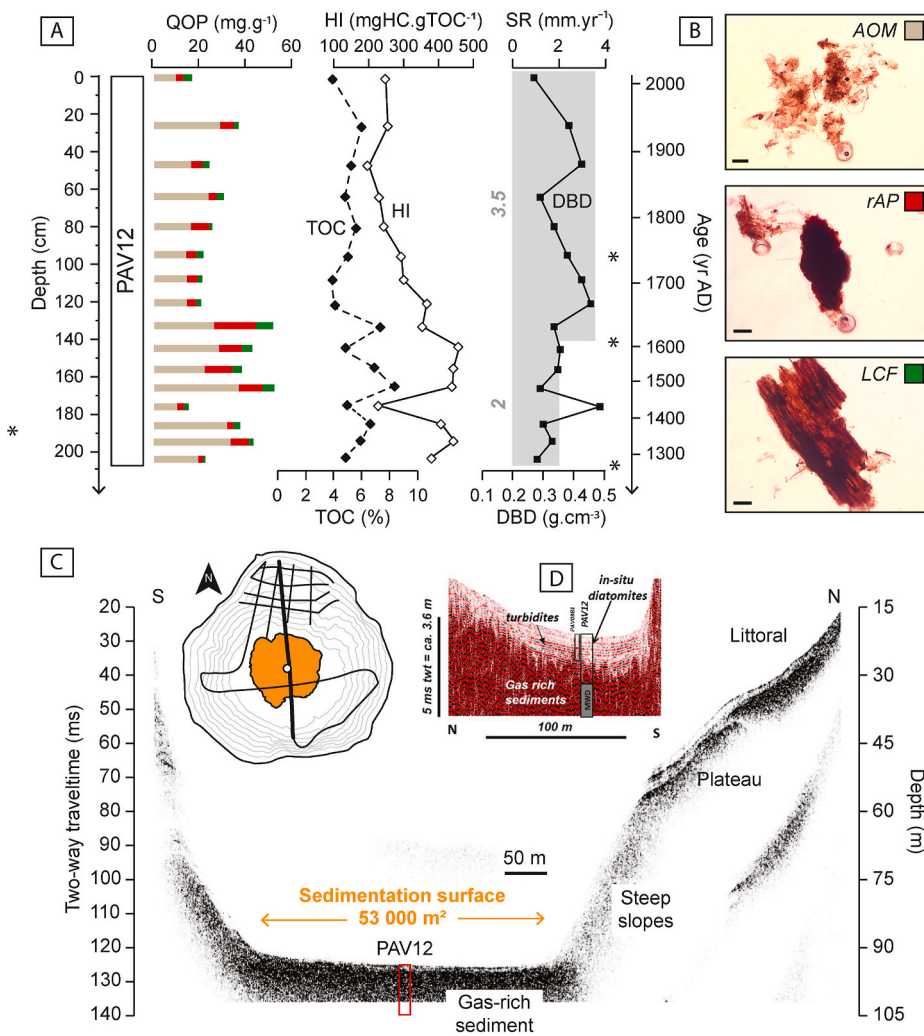 A
QOP (mg.g⁻¹)
HI (mgHC.gTOC⁻¹)
SR (mm.yr⁻¹)
0 20 40 60
100 200 300 400 500
0 2 4
B
AOM
rAP
LCF
Depth (cm)
0
20
40
60
80
100
120
140
160
180
200
PAV12
TOC
HI
DBD
3.5
2
*
*
*
*
Age (yr AD)
2000
1900
1800
1700
1600
1500
1400
1300
0 2 4 6 8 10
TOC (%)
0.1 0.2 0.3 0.4 0.5
DBD (g.cm⁻³)
C
S
N
N
D
turbidites
in-situ
diatomites
PAV12
Gas rich
sediments
MWD
5 ms twt = ca. 3.6 m
N
S
100 m
Two-way traveltime (ms)
20
30
40
50
60
70
80
90
100
110
120
130
140
Littoral
Plateau
Steep
slopes
50 m
Sedimentation surface
53 000 m²
PAV12
Gas-rich
sediment
Depth (m)
15
30
45
60
75
90
105